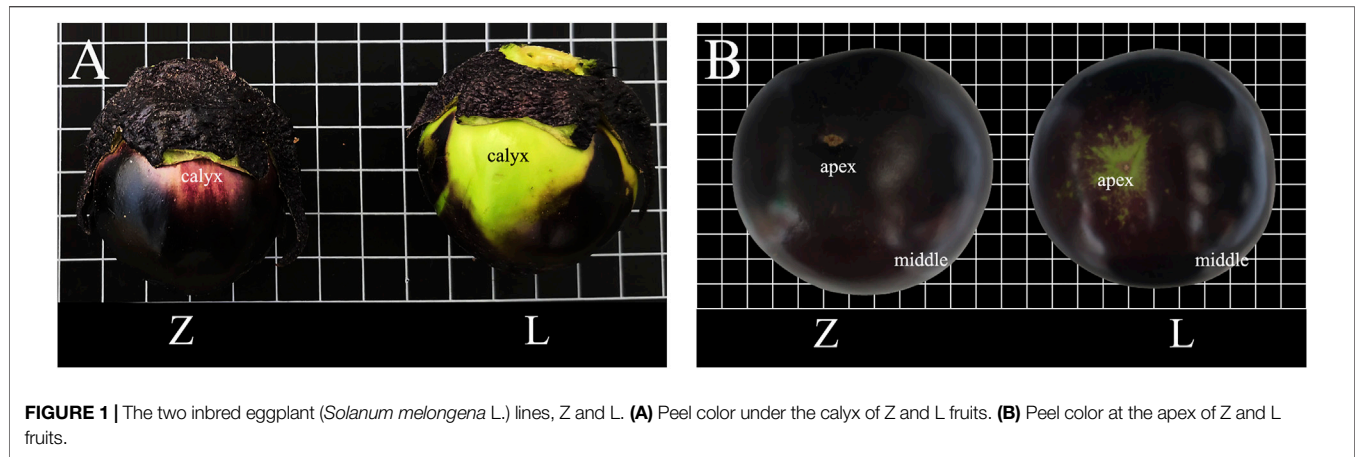 A
calyx
calyx
Z
L
B
apex
apex
middle
middle
Z
L
FIGURE 1 | The two inbred eggplant (Solanum melongena L.) lines, Z and L. (A) Peel color under the calyx of Z and L fruits. (B) Peel color at the apex of Z and L
fruits.